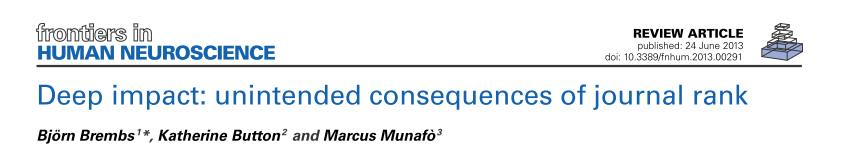 frontiers in
HUMAN NEUROSCIENCE
REVIEW ARTICLE
published: 24 June 2013
doi: 10.3389/fnhum.2013.00291
Deep impact: unintended consequences of journal rank
Björn Brembs1*, Katherine Button2 and Marcus Munafò3